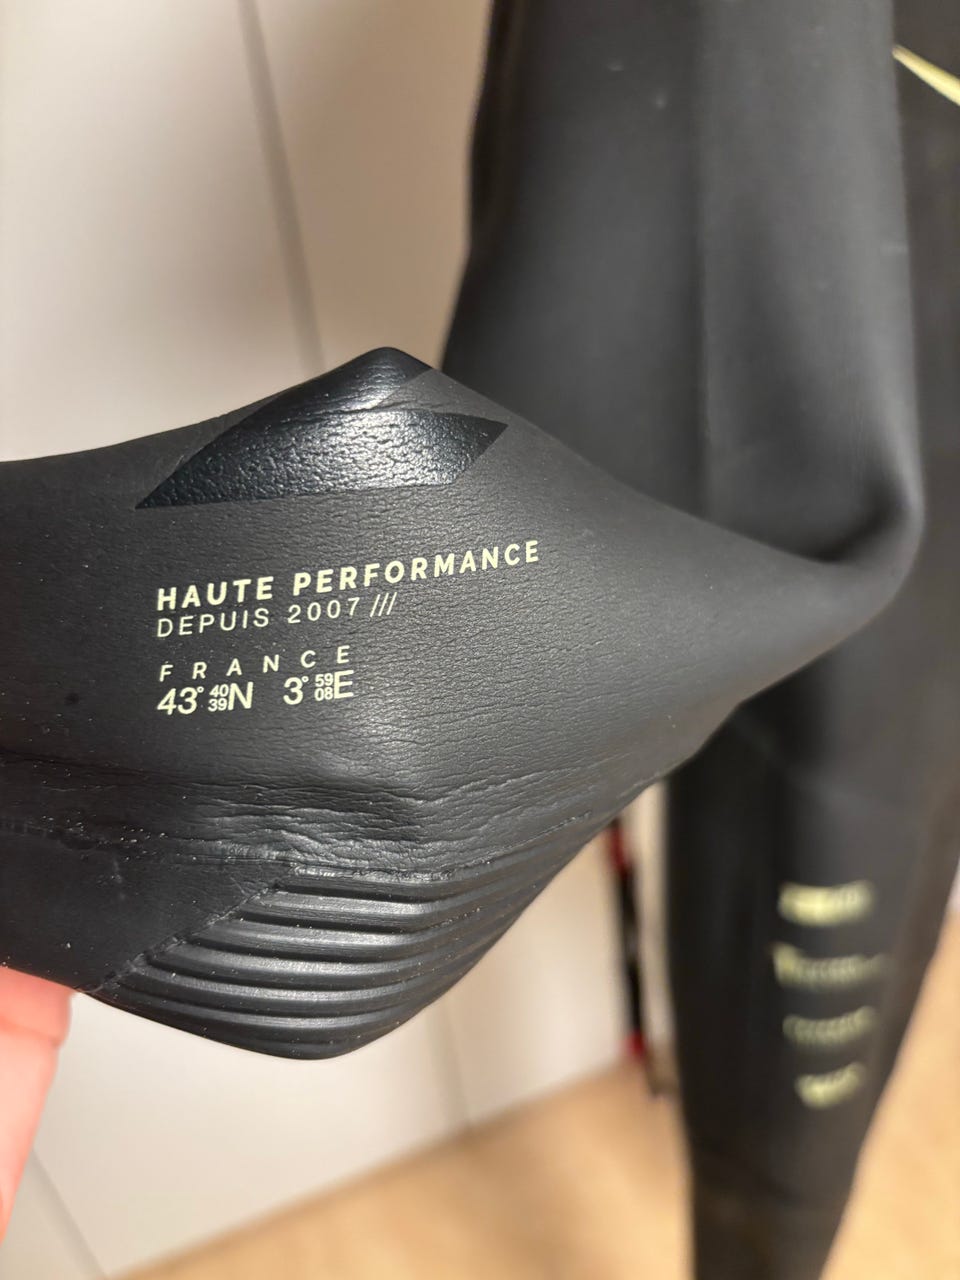 HAUTE PERFORMANCE
DEPUIS 2007 ///
FRANCE
43° 40 39 N 3° 59 08 E